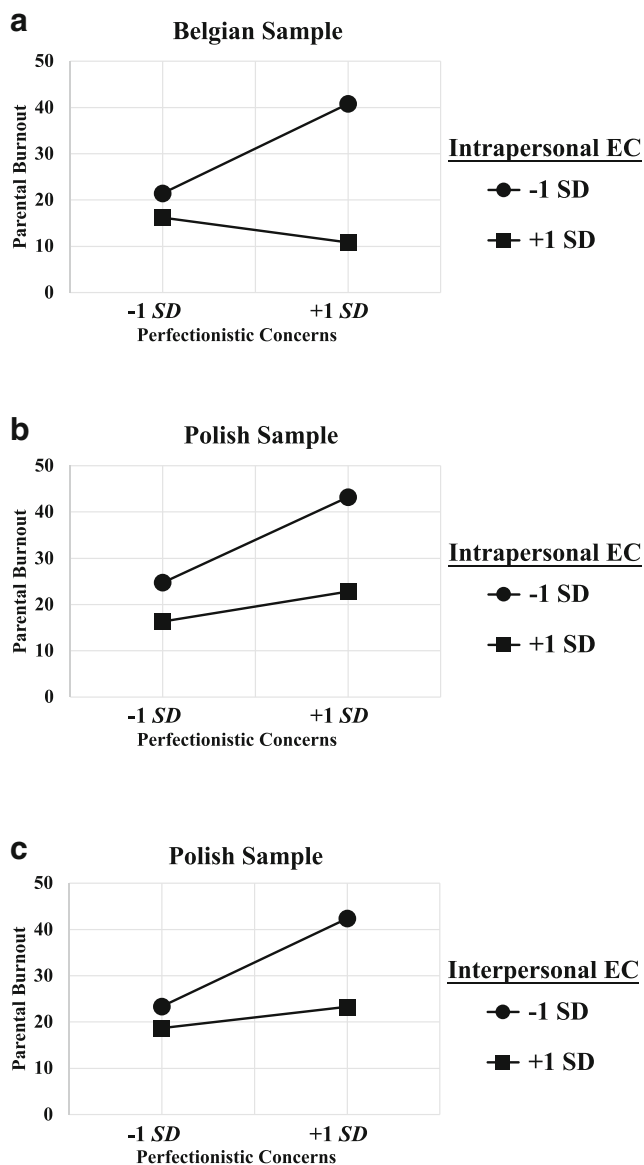 a
Belgian Sample
50
40
30
20
10
0
Parental Burnout
-1 SD
+1 SD
Perfectionistic Concerns
Intrapersonal EC
-1 SD
+1 SD
b
Polish Sample
50
40
30
20
10
0
Parental Burnout
-1 SD
+1 SD
Perfectionistic Concerns
Intrapersonal EC
-1 SD
+1 SD
c
Polish Sample
50
40
30
20
10
0
Parental Burnout
-1 SD
+1 SD
Perfectionistic Concerns
Interpersonal EC
-1 SD
+1 SD